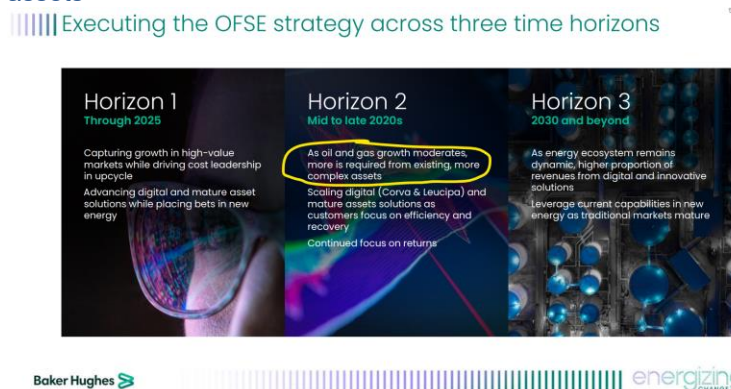 Executing the OFSE strategy across three time horizons
Horizon 1
Through 2025
Capturing growth in high-value
markets while driving cost leadership
in upcycle
Advancing digital and mature asset
solutions while placing bets in new
energy
Horizon 2
Mid to late 2020s
As oil and gas growth moderates,
more is required from existing, more
complex assets
Scaling digital (Corva & Leucipa) and
mature assets solutions as
customers focus on efficiency and
recovery
Continued focus on returns
Horizon 3
2030 and beyond
As energy ecosystem remains
dynamic, higher proportion of
revenues from digital and innovative
solutions
Leverage current capabilities in new
energy as traditional markets mature
Baker Hughes
energizing